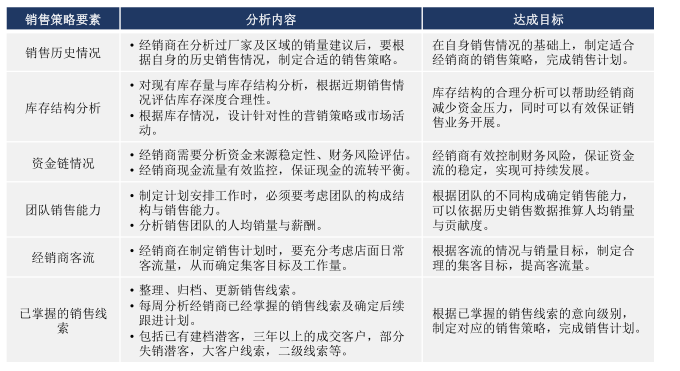 销售策略要素
分析内容
达成目标
销售历史情况
• 经销商在分析过厂家及区域的销量建议后，要根
据自身的历史销售情况，制定合适的销售策略。
在自身销售情况的基础上，制定适合
经销商的销售策略，完成销售计划。
库存结构分析
• 对现有库存量与库存结构分析，根据近期销售情
况评估库存深度合理性。
• 根据库存情况，设计针对性的营销策略或市场活
动。
库存结构的合理分析可以帮助经销商
减少资金压力，同时可以有效保证销
售业务开展。
资金链情况
• 经销商需要分析资金来源稳定性、财务风险评估。
• 经销商现金流量有效监控，保证现金的流转平衡。
经销商有效控制财务风险，保证资金
流的稳定，实现可持续发展。
团队销售能力
• 制定计划安排工作时，必须要考虑团队的构成结
构与销售能力。
• 分析销售团队的人均销量与薪酬。
根据团队的不同构成确定销售能力，
可以依据历史销售数据推算人均销量
与贡献度。
经销商客流
• 经销商在制定销售计划时，要充分考虑店面日常
客流量，从而确定集客目标及工作量。
根据客流的情况与销量目标，制定合
理的集客目标，提高客流量。
已掌握的销售线
索
• 整理、归档、更新销售线索。
• 每周分析经销商已经掌握的销售线索及确定后续
跟进计划。
• 包括已有建档潜客，三年以上的成交客户，部分
失销潜客，大客户线索，二级线索等。
根据已掌握的销售线索的意向级别，
制定对应的销售策略，完成销售计划。